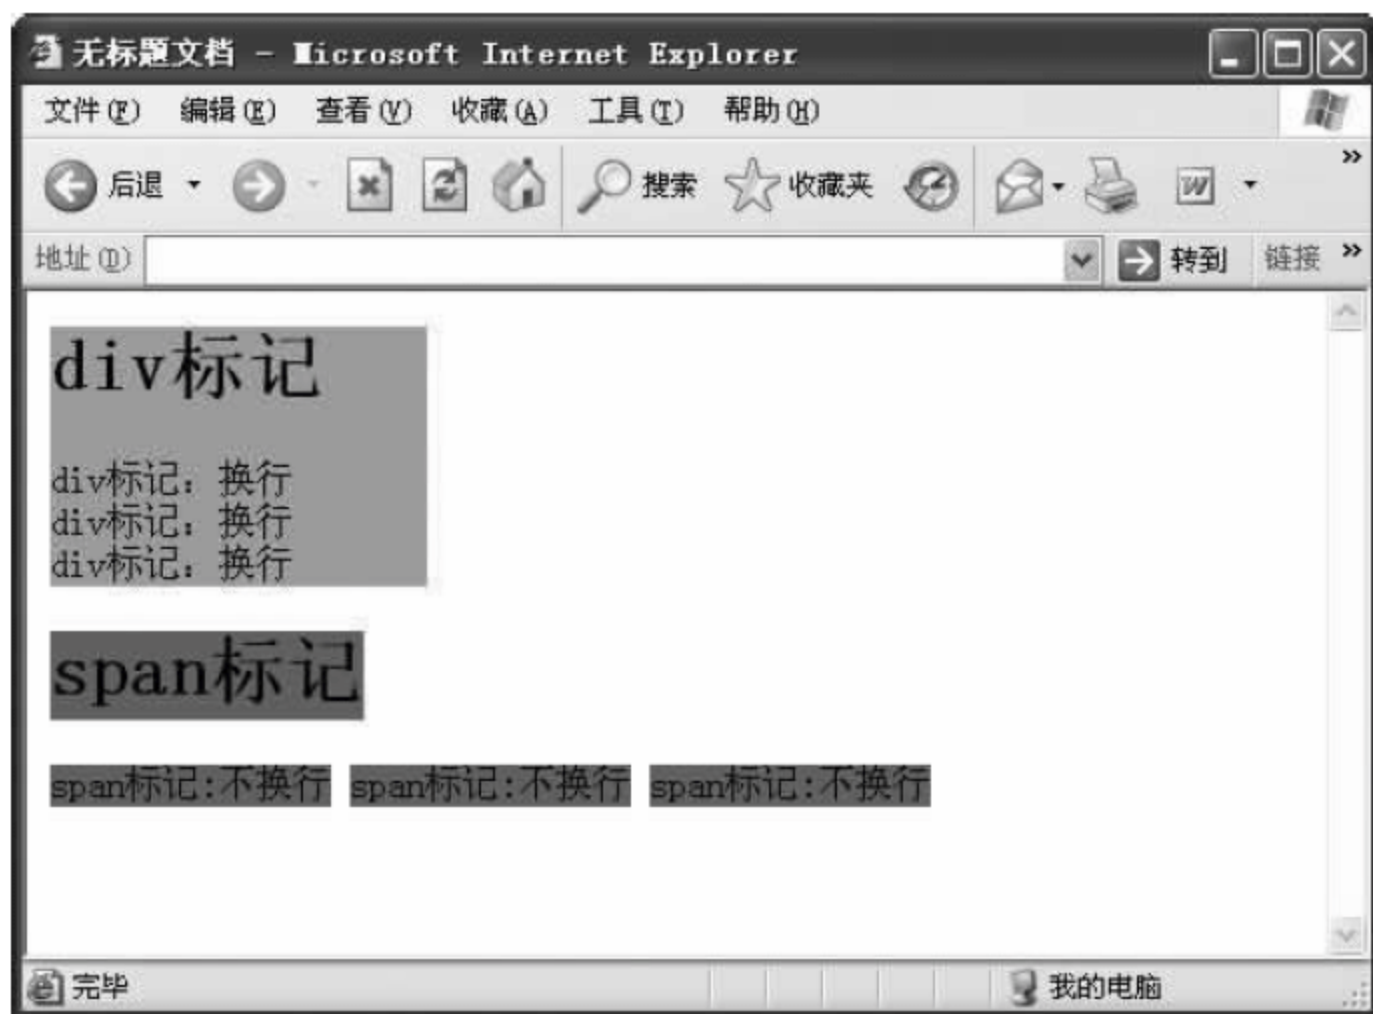 无标题文档 - Microsoft Internet Explorer
文件(F) 编辑(E) 查看(V) 收藏(A) 工具(T) 帮助(H)
后退 搜索 收藏夹 W »
地址(D) 转到 链接 »
div标记
div标记：换行
div标记：换行
div标记：换行
span标记
span标记:不换行 span标记:不换行 span标记:不换行
完毕 我的电脑